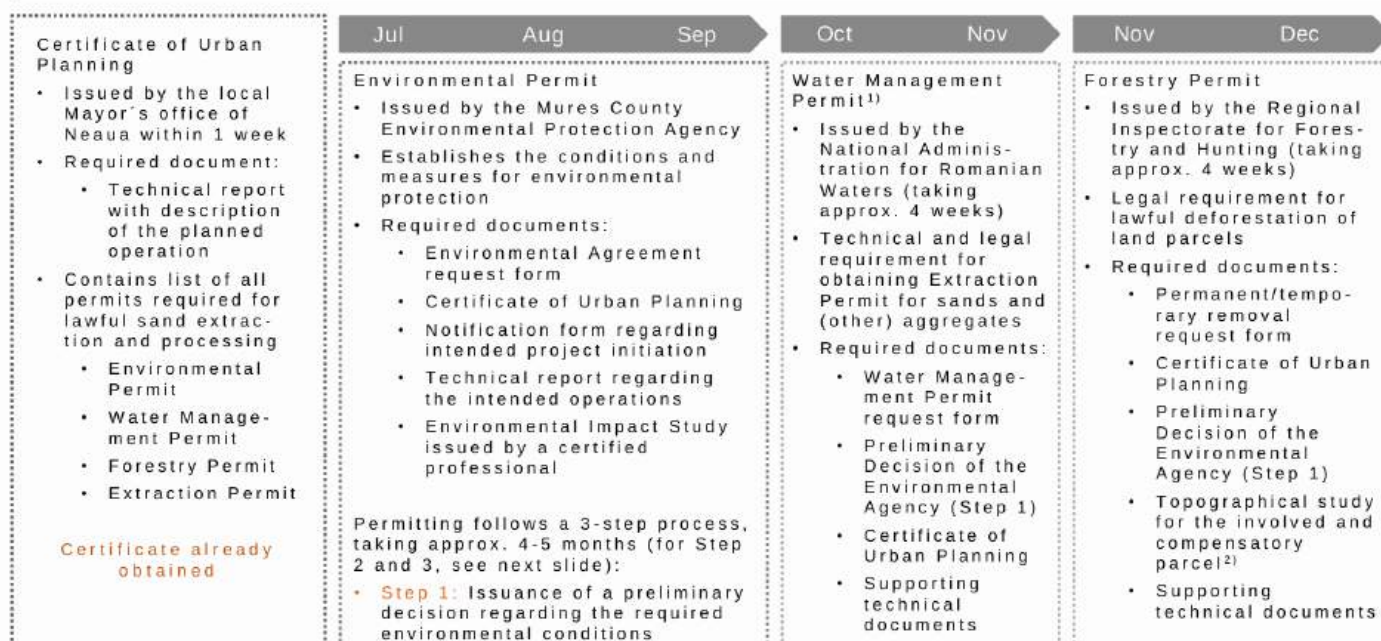 Certificate of Urban
Planning
• Issued by the local
Mayor´s office of
Neaua within 1 week
• Required document:
• Technical report
with description
of the planned
operation
• Contains list of all
permits required for
lawful sand extrac-
tion and processing
• Environmental
Permit
• Water Manage-
ment Permit
• Forestry Permit
• Extraction Permit
Certificate already
obtained
Jul Aug Sep
Environmental Permit
• Issued by the Mures County
Environmental Protection Agency
• Establishes the conditions and
measures for environmental
protection
• Required documents:
• Environmental Agreement
request form
• Certificate of Urban Planning
• Notification form regarding
intended project initiation
• Technical report regarding
the intended operations
• Environmental Impact Study
issued by a certified
professional
Permitting follows a 3-step process,
taking approx. 4-5 months (for Step
2 and 3, see next slide):
• Step 1: Issuance of a preliminary
decision regarding the required
environmental conditions
Oct Nov
Water Management
Permit1)
• Issued by the
National Adminis-
tration for Romanian
Waters (taking
approx. 4 weeks)
• Technical and legal
requirement for
obtaining Extraction
Permit for sands and
(other) aggregates
• Required documents:
• Water Manage-
ment Permit
request form
• Preliminary
Decision of the
Environmental
Agency (Step 1)
• Certificate of
Urban Planning
• Supporting
technical
documents
Nov Dec
Forestry Permit
• Issued by the Regional
Inspectorate for Fores-
try and Hunting (taking
approx. 4 weeks)
• Legal requirement for
lawful deforestation of
land parcels
• Required documents:
• Permanent/tempo-
rary removal
request form
• Certificate of Urban
Planning
• Preliminary
Decision of the
Environmental
Agency (Step 1)
• Topographical study
for the involved and
compensatory
parcel2)
• Supporting
technical documents